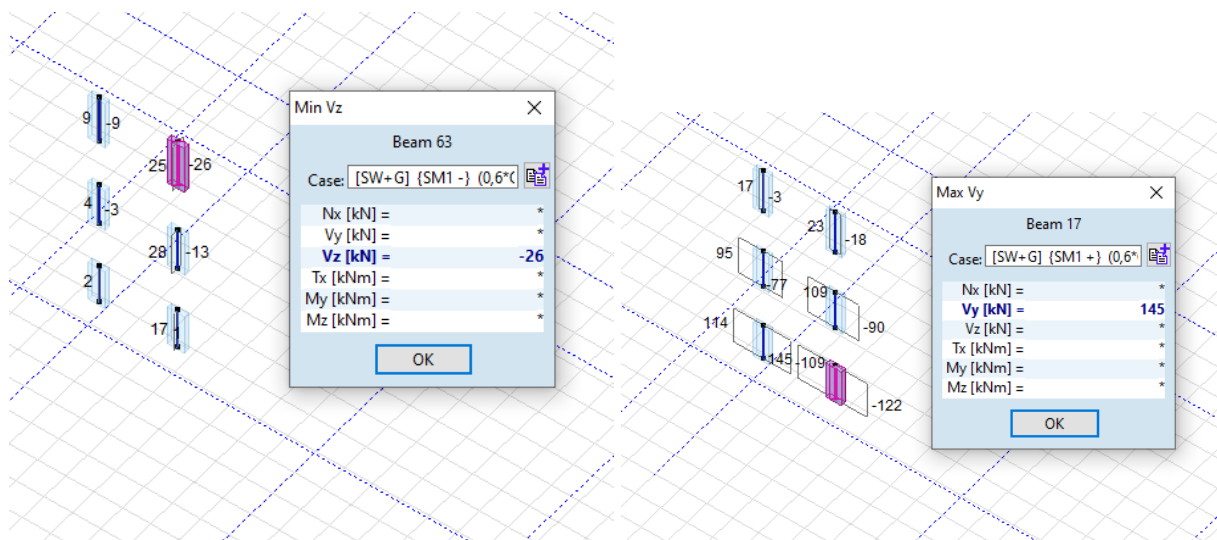 9
-9
25
-26
4
-3
28
-13
2
17
Min Vz
Beam 63
Case: [SW+G] {SM1 -} (0,6*
Nx [kN] = *
Vy [kN] = *
Vz [kN] = -26
Tx [kNm] = *
My [kNm] = *
Mz [kNm] = *
OK
17
-3
23
-18
95
-77
109
-90
114
-109
145
-122
Max Vy
Beam 17
Case: [SW+G] {SM1 +} (0,6*
Nx [kN] = *
Vy [kN] = 145
Vz [kN] = *
Tx [kNm] = *
My [kNm] = *
Mz [kNm] = *
OK